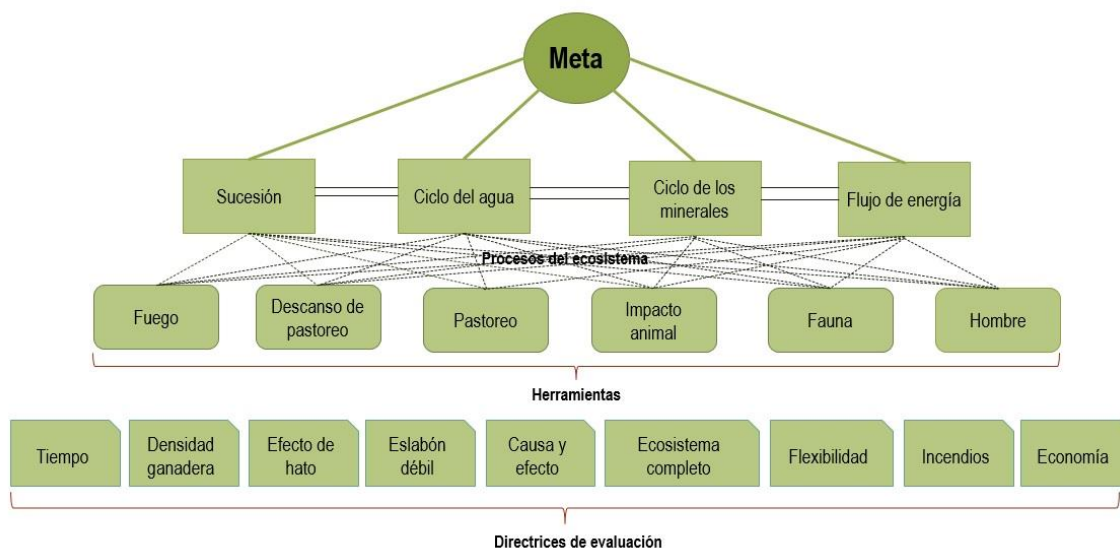 Meta
Sucesión
Ciclo del agua
Ciclo de los
minerales
Flujo de energía
Procesos del ecosistema
Fuego
Descanso de
pastoreo
Pastoreo
Impacto
animal
Fauna
Hombre
Herramientas
Tiempo
Densidad
ganadera
Efecto de
hato
Eslabón
débil
Causa y
efecto
Ecosistema
completo
Flexibilidad
Incendios
Economía
Directrices de evaluación